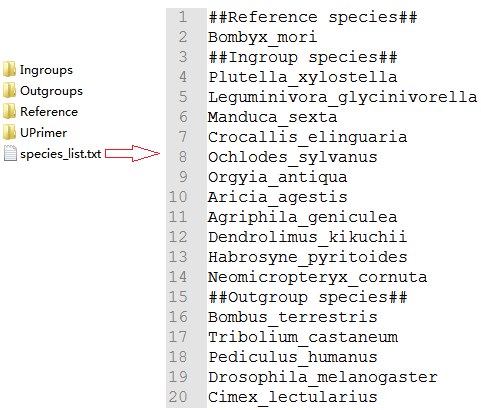 Ingroups
Outgroups
Reference
UPrimer
species_list.txt
1 ##Reference species##
2 Bombyx_mori
3 ##Ingroup species##
4 Plutella_xylostella
5 Leguminivora_glycinivorella
6 Manduca_sexta
7 Crocallis_elinguaria
8 Ochlodes_sylvanus
9 Orgyia_antiqua
10 Aricia_agestis
11 Agriphila_geniculea
12 Dendrolimus_kikuchii
13 Habrosyne_pyritoides
14 Neomicropteryx_cornuta
15 ##Outgroup species##
16 Bombus_terrestris
17 Tribolium_castaneum
18 Pediculus_humanus
19 Drosophila_melanogaster
20 Cimex_lectularius